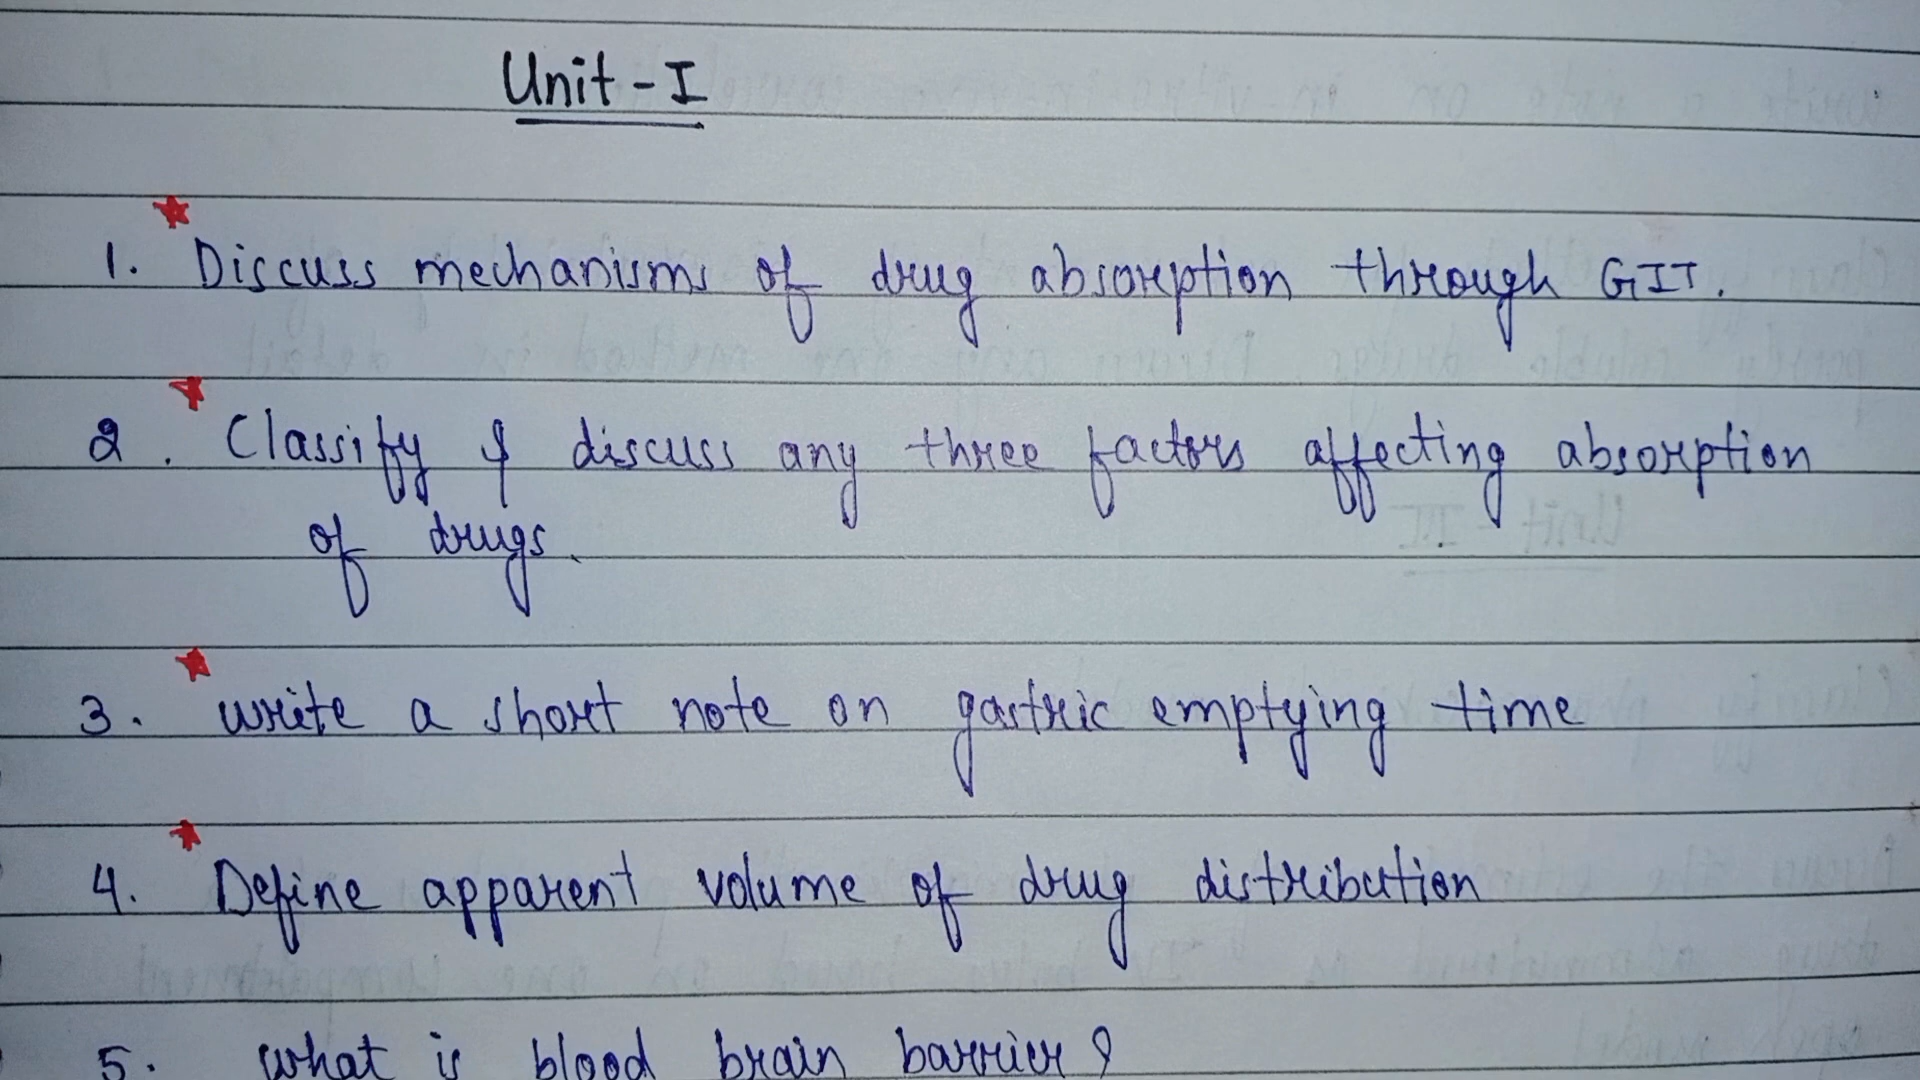 Unit-I
1. Discuss mechanisms of drug absorption through GIT.
2. Classify & discuss any three factors affecting absorption
of drugs.
3. write a short note on gastric emptying time
4. Define apparent volume of drug distribution
5. what is blood brain barrier?